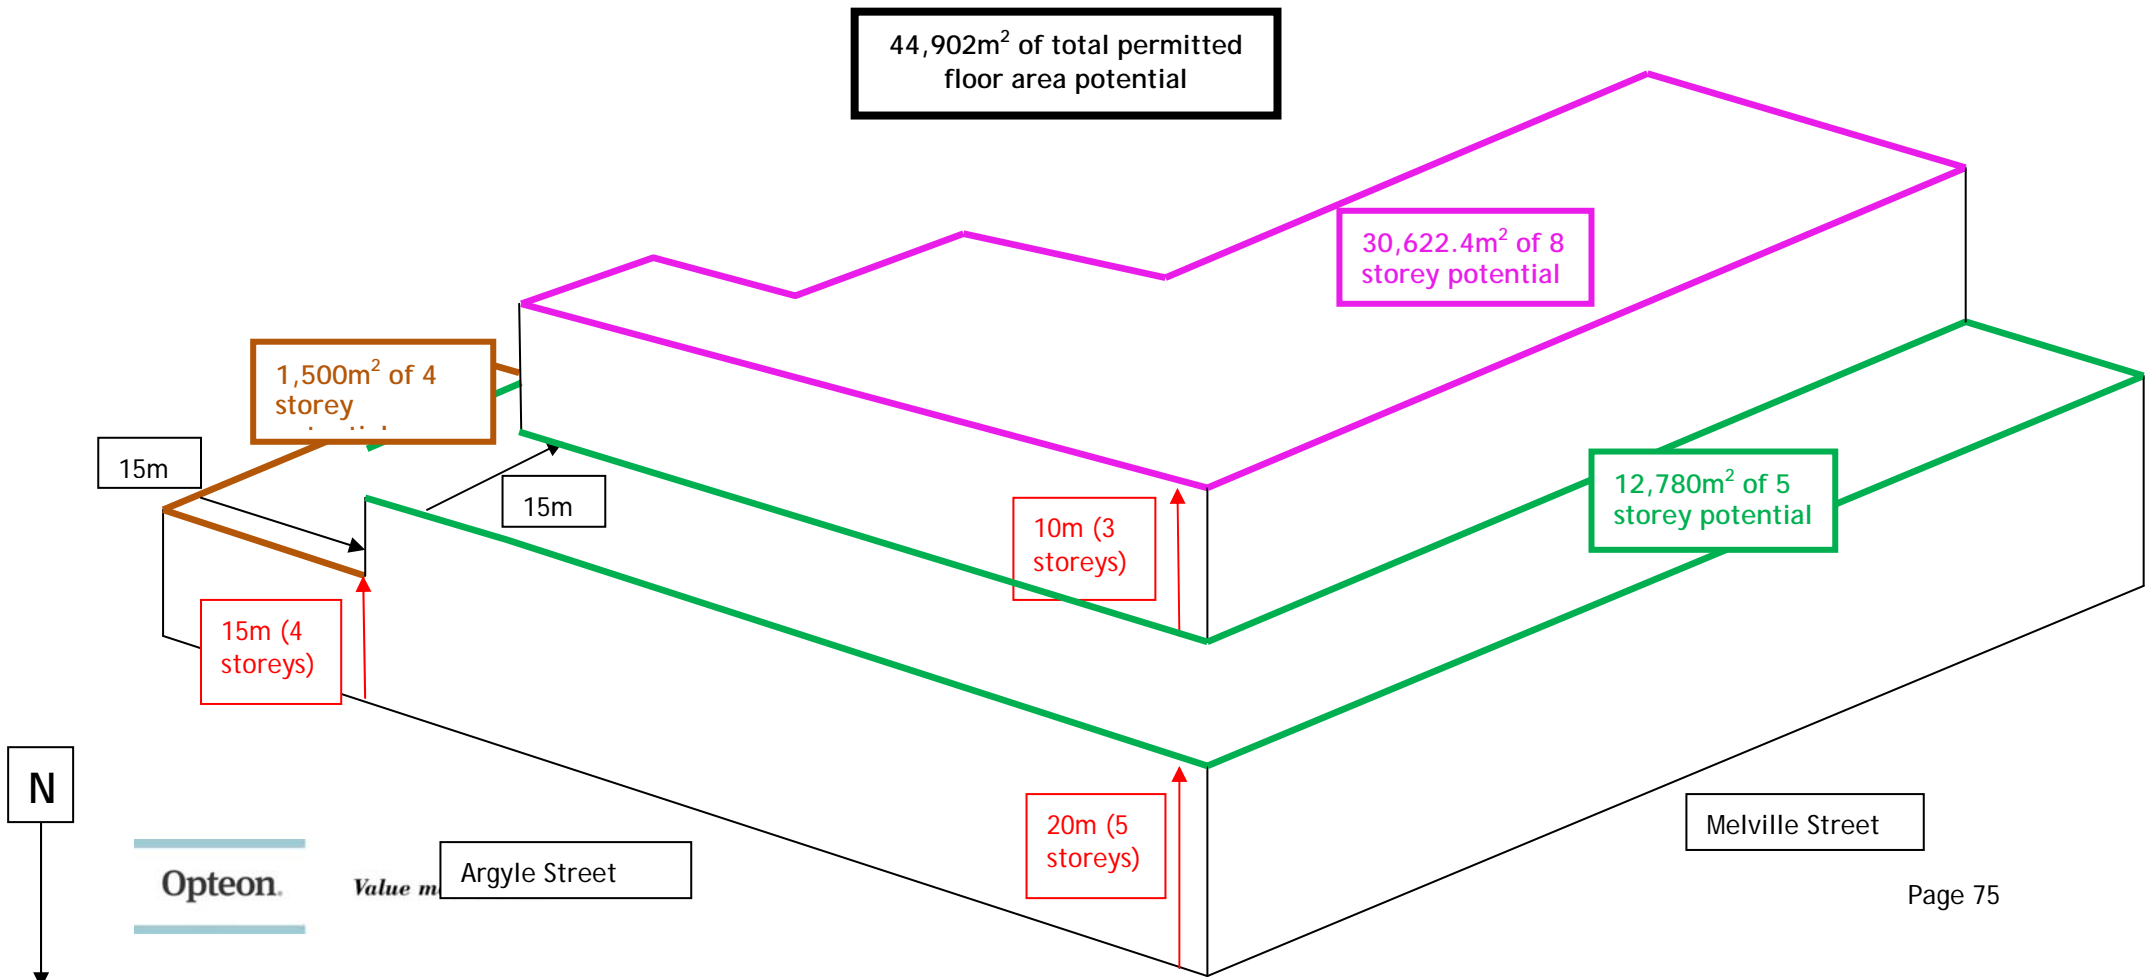 44,902m² of total permitted
floor area potential
30,622.4m² of 8
storey potential
1,500m² of 4
storey
15m
15m
12,780m² of 5
storey potential
10m (3
storeys)
15m (4
storeys)
20m (5
storeys)
N
Melville Street
Argyle Street
Opteon.
Value
Page 75